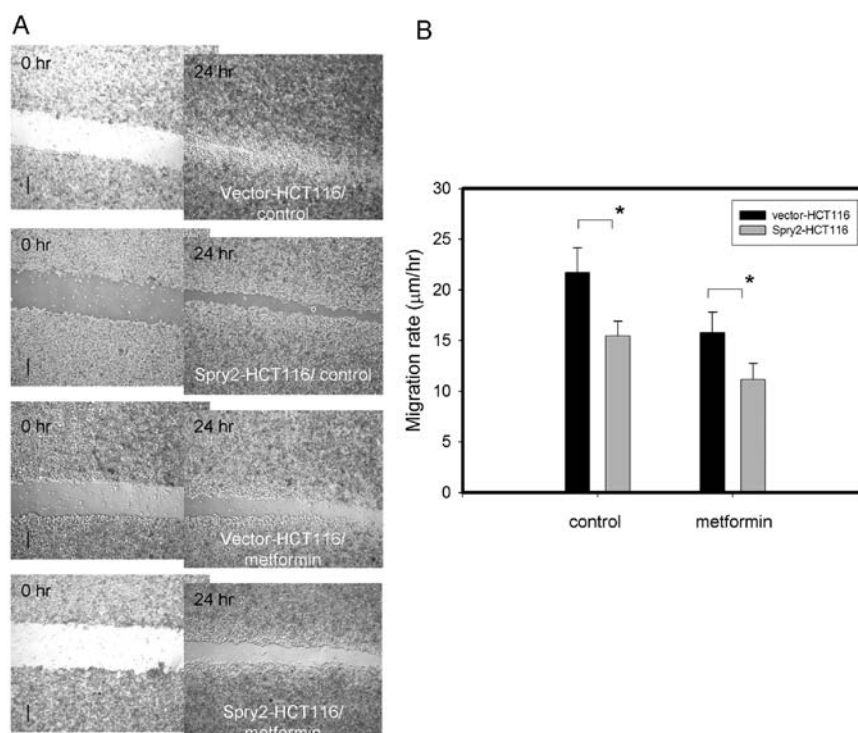 A
0 hr
24 hr
Vector-HCT116/
control
0 hr
24 hr
Spry2-HCT116/ control
0 hr
24 hr
Vector-HCT116/
metformin
0 hr
24 hr
Spry2-HCT116/
metformin
B
30
25
20
15
10
5
0
Migration rate (μm/hr)
*
*
vector-HCT116
Spry2-HCT116
control
metformin